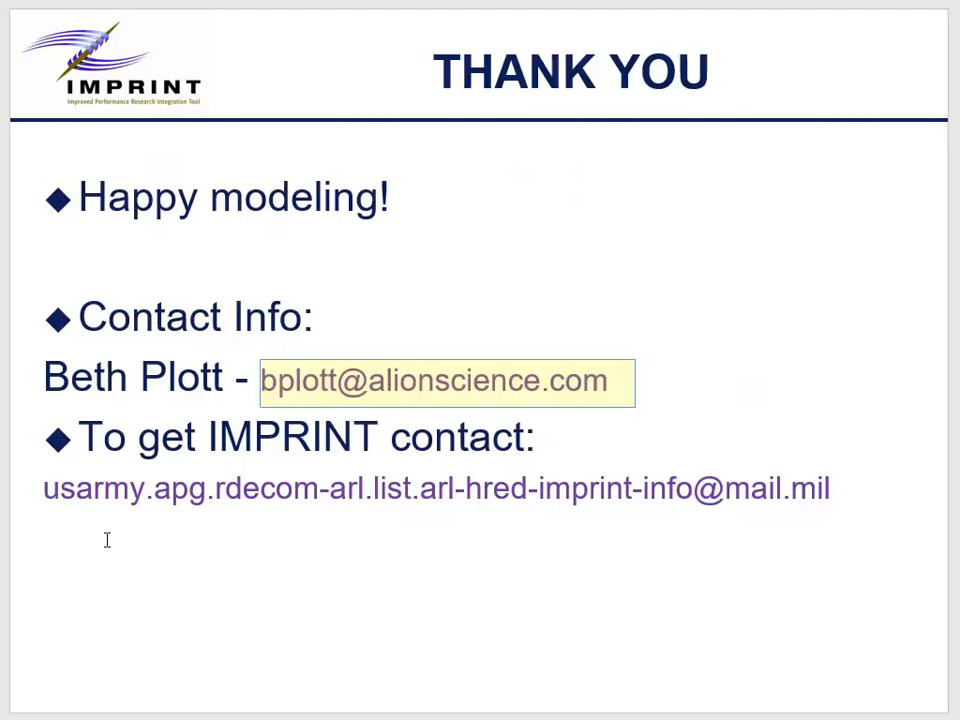 IMPRINT
Improved Performance Research Integration Tool
THANK YOU
Happy modeling!
Contact Info:
Beth Plott - bplott@alionscience.com
To get IMPRINT contact:
usarmy.apg.rdecom-arl.list.arl-hred-imprint-info@mail.mil